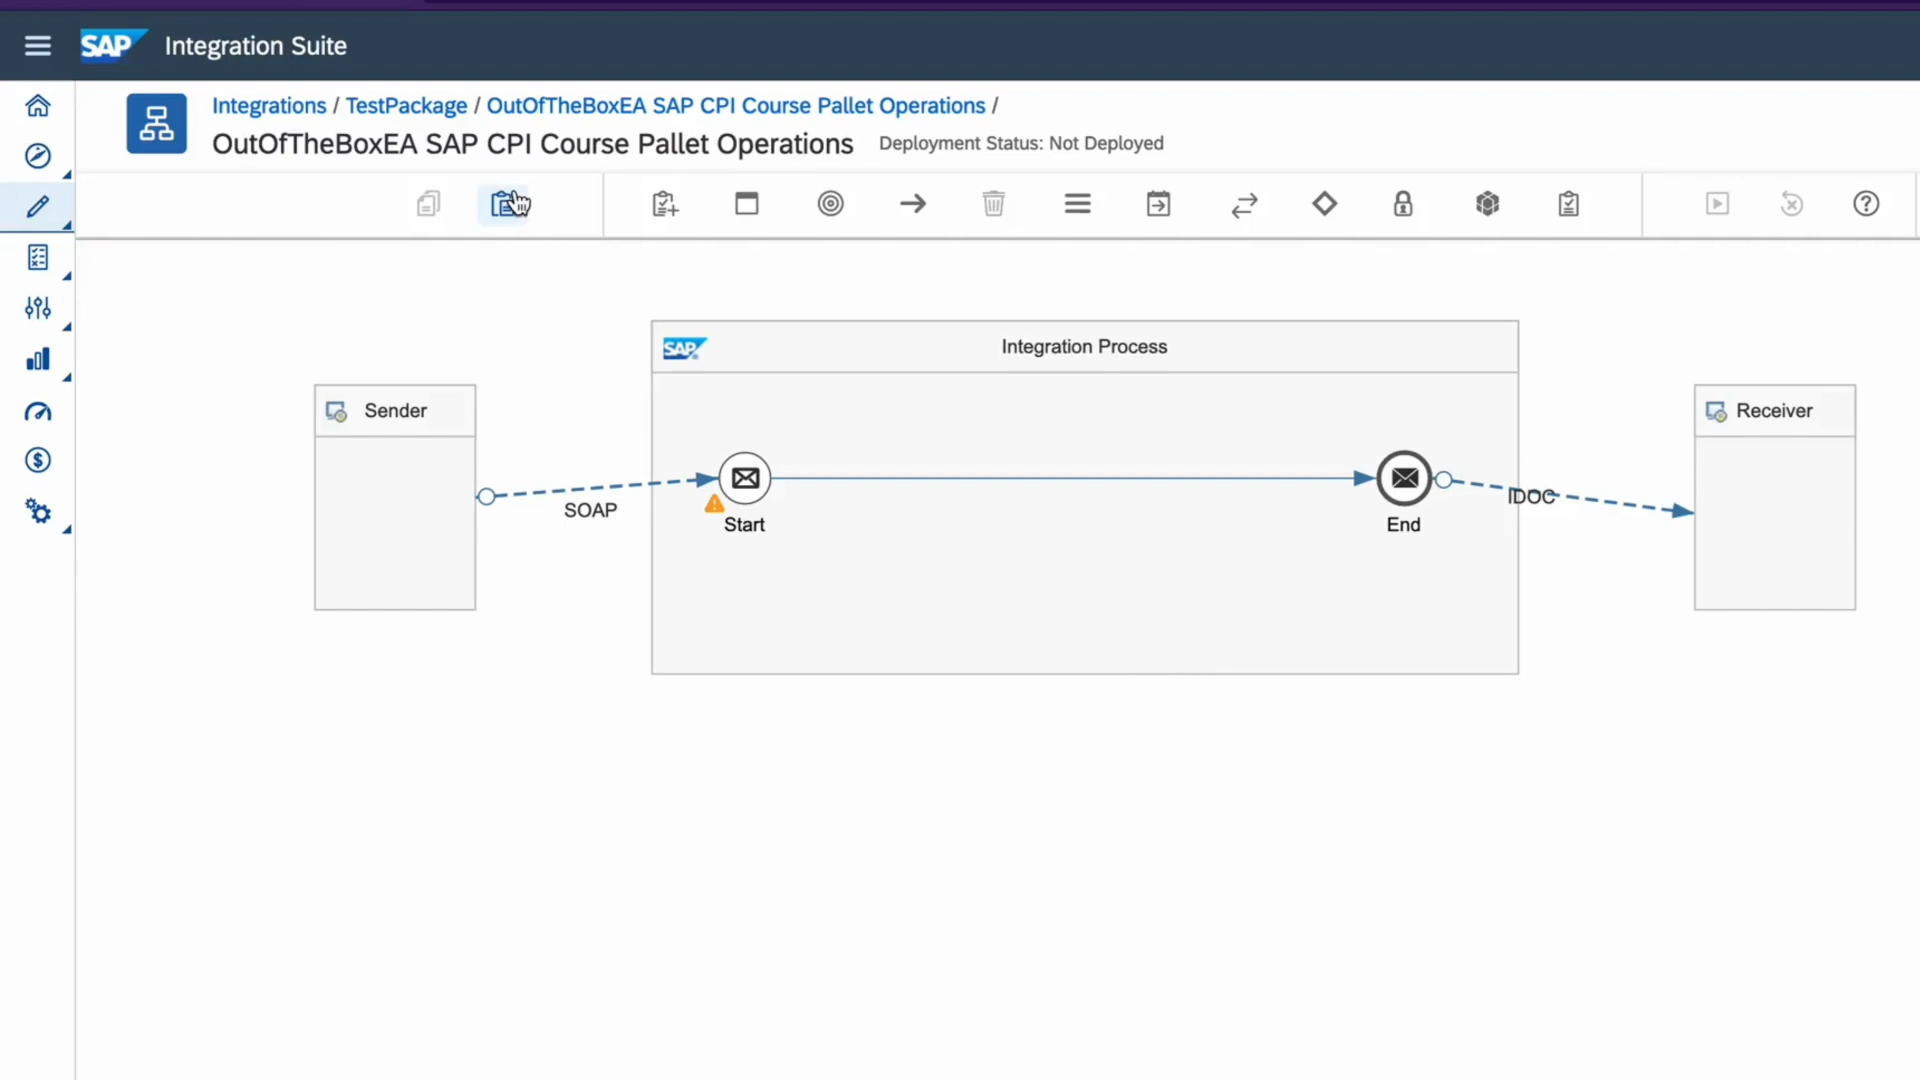 SAP Integration Suite
Integrations / TestPackage / OutOfTheBoxEA SAP CPI Course Pallet Operations /
OutOfTheBoxEA SAP CPI Course Pallet Operations Deployment Status: Not Deployed
SAP Integration Process
Sender
Receiver
SOAP
IDOC
Start
End